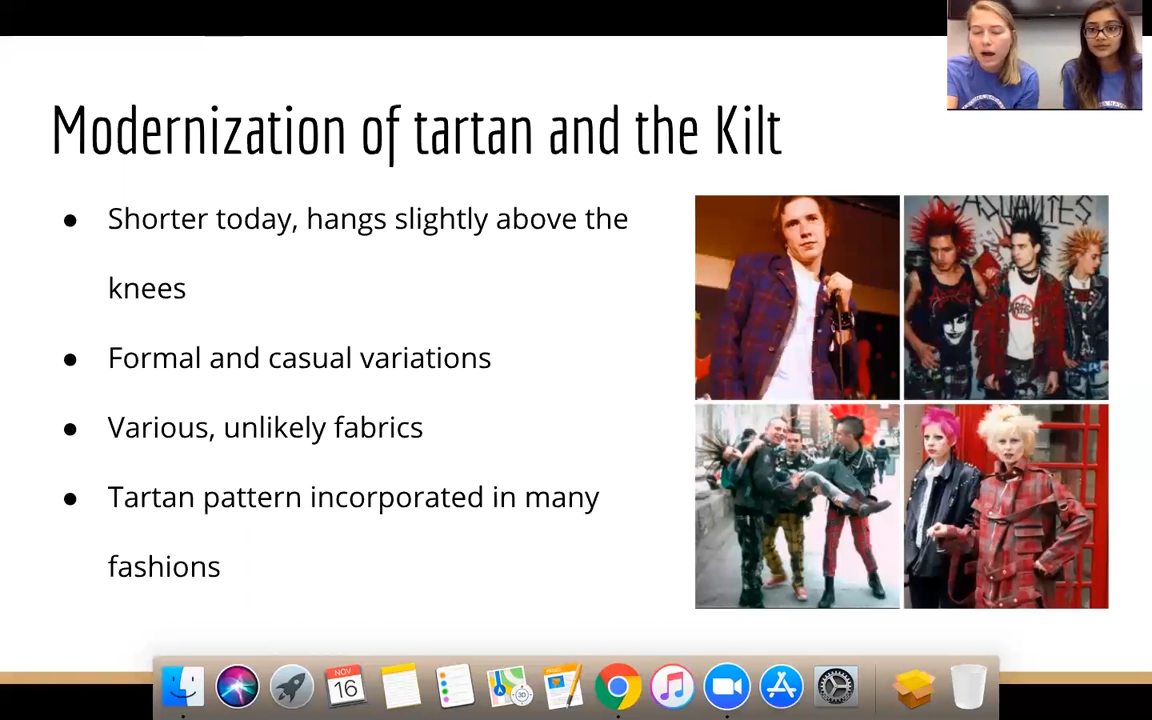 Modernization of tartan and the Kilt
● Shorter today, hangs slightly above the
knees
● Formal and casual variations
● Various, unlikely fabrics
● Tartan pattern incorporated in many
fashions
NOV
16
3D